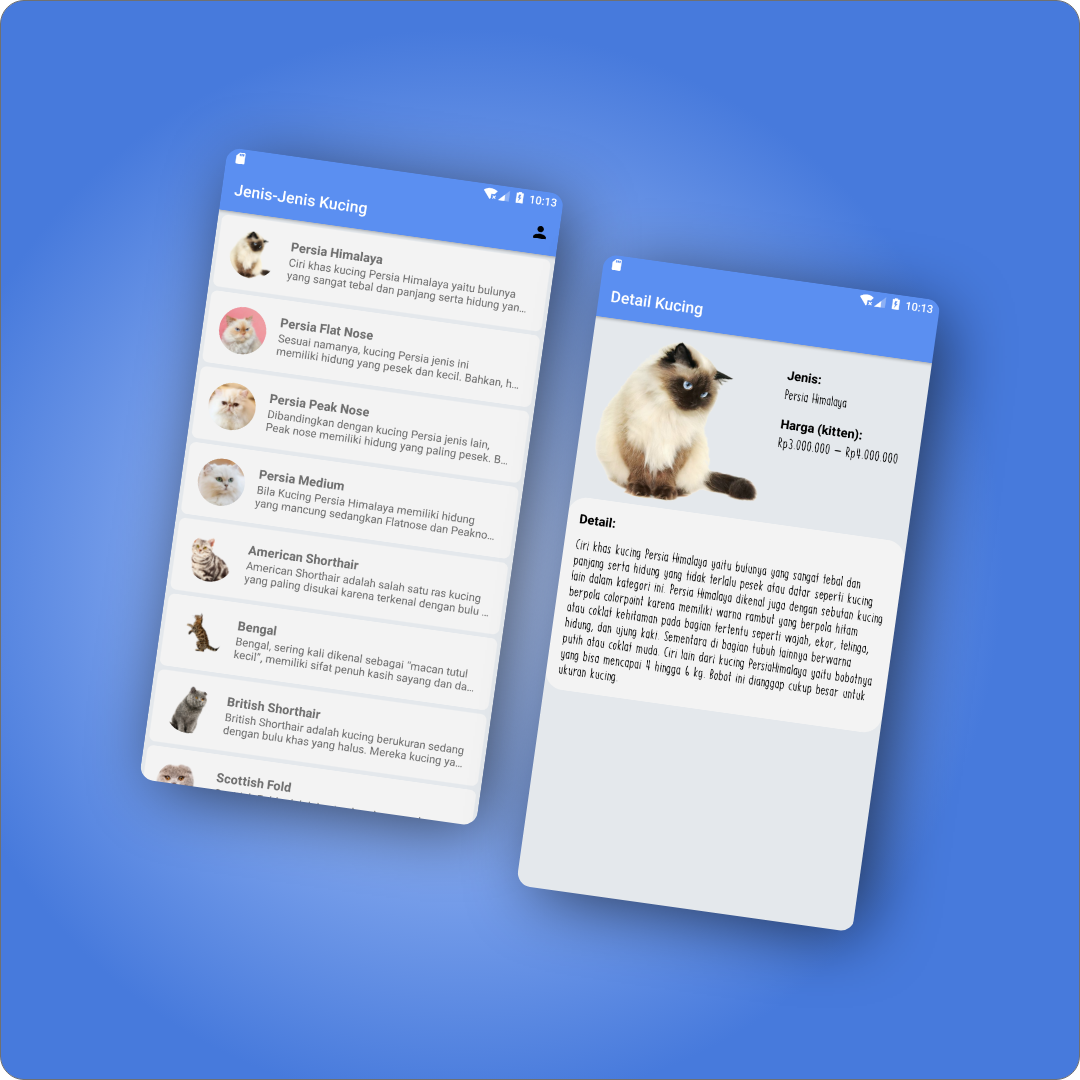 10:13
Jenis-Jenis Kucing
Persia Himalaya
Ciri khas kucing Persia Himalaya yaitu bulunya
yang sangat tebal dan panjang serta hidung yan...
Persia Flat Nose
Sesuai namanya, kucing Persia jenis ini
memiliki hidung yang pesek dan kecil. Bahkan, h...
Persia Peak Nose
Dibandingkan dengan kucing Persia jenis lain,
Peak nose memiliki hidung yang paling pesek. B...
Persia Medium
Bila Kucing Persia Himalaya memiliki hidung
yang mancung sedangkan Flatnose dan Peakno...
American Shorthair
American Shorthair adalah salah satu ras kucing
yang paling disukai karena terkenal dengan bulu ...
Bengal
Bengal, sering kali dikenal sebagai "macan tutul
kecil", memiliki sifat penuh kasih sayang dan da...
British Shorthair
British Shorthair adalah kucing berukuran sedang
dengan bulu khas yang halus. Mereka kucing ya...
Scottish Fold
10:13
Detail Kucing
Jenis:
Persia Himalaya
Harga (kitten):
Rp3.000.000 – Rp4.000.000
Detail:
Ciri khas kucing Persia Himalaya yaitu bulunya yang sangat tebal dan
panjang serta hidung yang tidak terlalu pesek atau datar seperti kucing
lain dalam kategori ini. Persia Himalaya dikenal juga dengan sebutan kucing
berpola colorpoint karena memiliki warna rambut yang berpola hitam
atau coklat kehitaman pada bagian tertentu seperti wajah, ekor, telinga,
hidung, dan ujung kaki. Sementara di bagian tubuh lainnya berwarna
putih atau coklat muda. Ciri lain dari kucing PersiaHimalaya yaitu bobotnya
yang bisa mencapai 4 hingga 6 kg. Bobot ini dianggap cukup besar untuk
ukuran kucing.